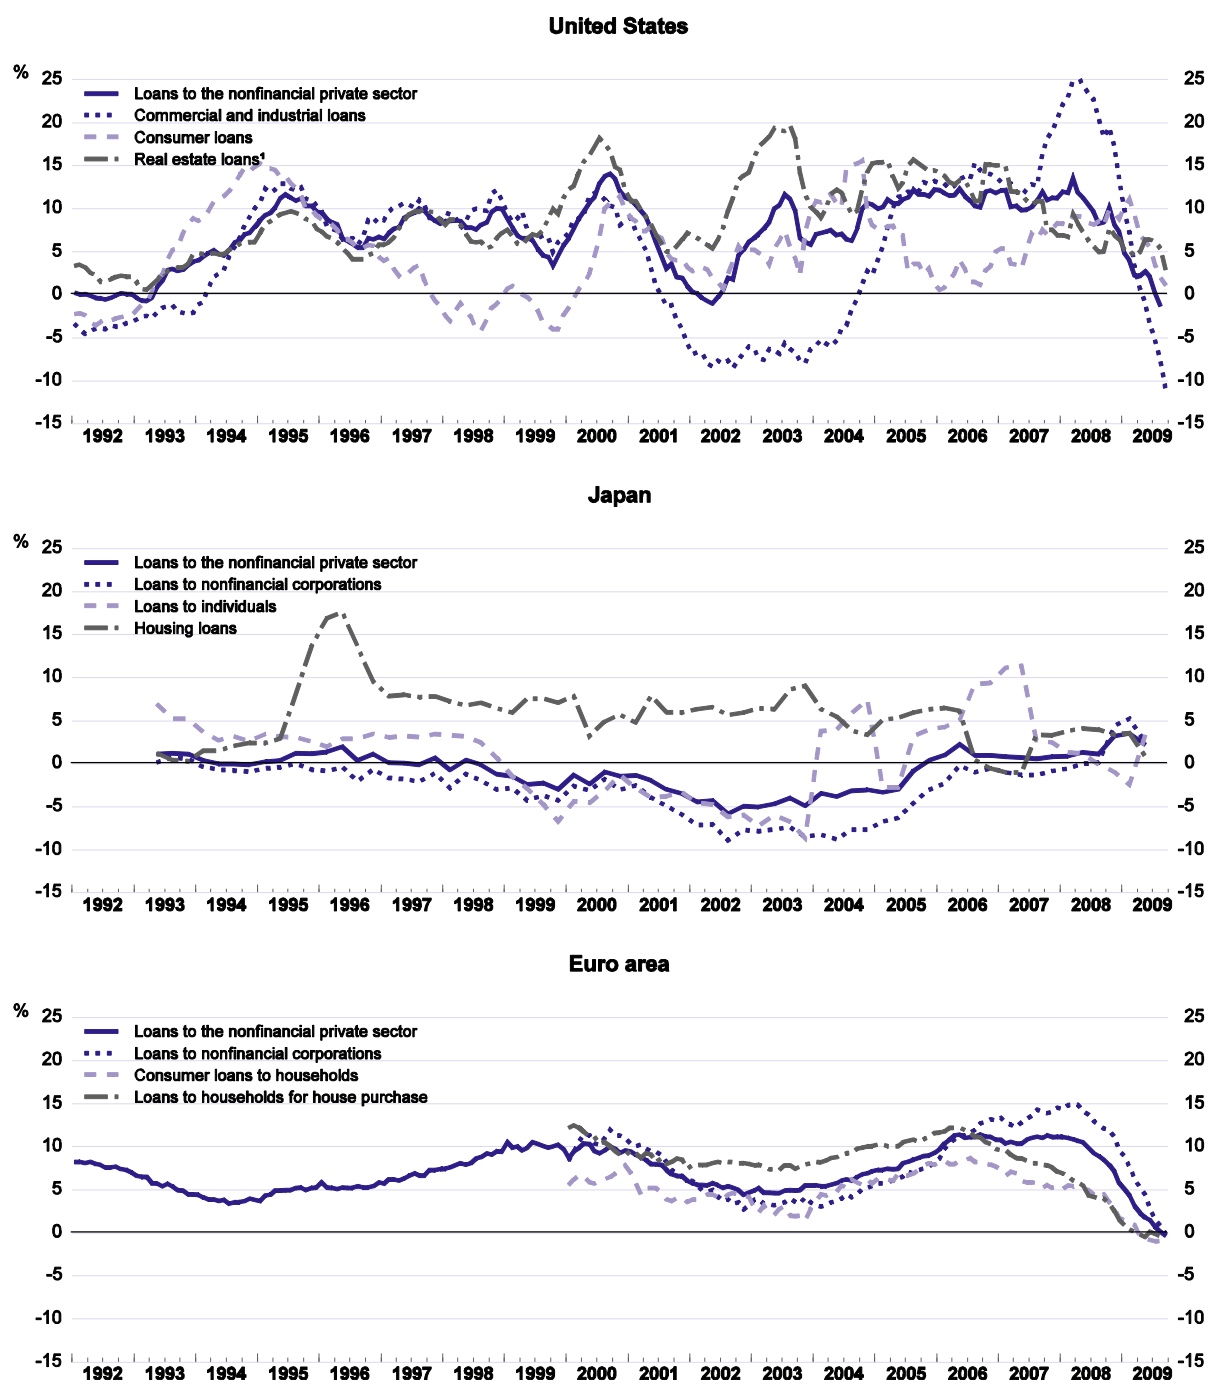 United States
%
25 25
Loans to the nonfinancial private sector
20 20
Commercial and industrial loans
Consumer loans
15 15
Real estate loans¹
10 10
5 5
0 0
-5 -5
-10 -10
-15 -15
1992 1993 1994 1995 1996 1997 1998 1999 2000 2001 2002 2003 2004 2005 2006 2007 2008 2009
Japan
%
25 25
Loans to the nonfinancial private sector
20 20
Loans to nonfinancial corporations
Loans to individuals
15 15
Housing loans
10 10
5 5
0 0
-5 -5
-10 -10
-15 -15
1992 1993 1994 1995 1996 1997 1998 1999 2000 2001 2002 2003 2004 2005 2006 2007 2008 2009
Euro area
%
25 25
Loans to the nonfinancial private sector
20 20
Loans to nonfinancial corporations
Consumer loans to households
15 15
Loans to households for house purchase
10 10
5 5
0 0
-5 -5
-10 -10
-15 -15
1992 1993 1994 1995 1996 1997 1998 1999 2000 2001 2002 2003 2004 2005 2006 2007 2008 2009